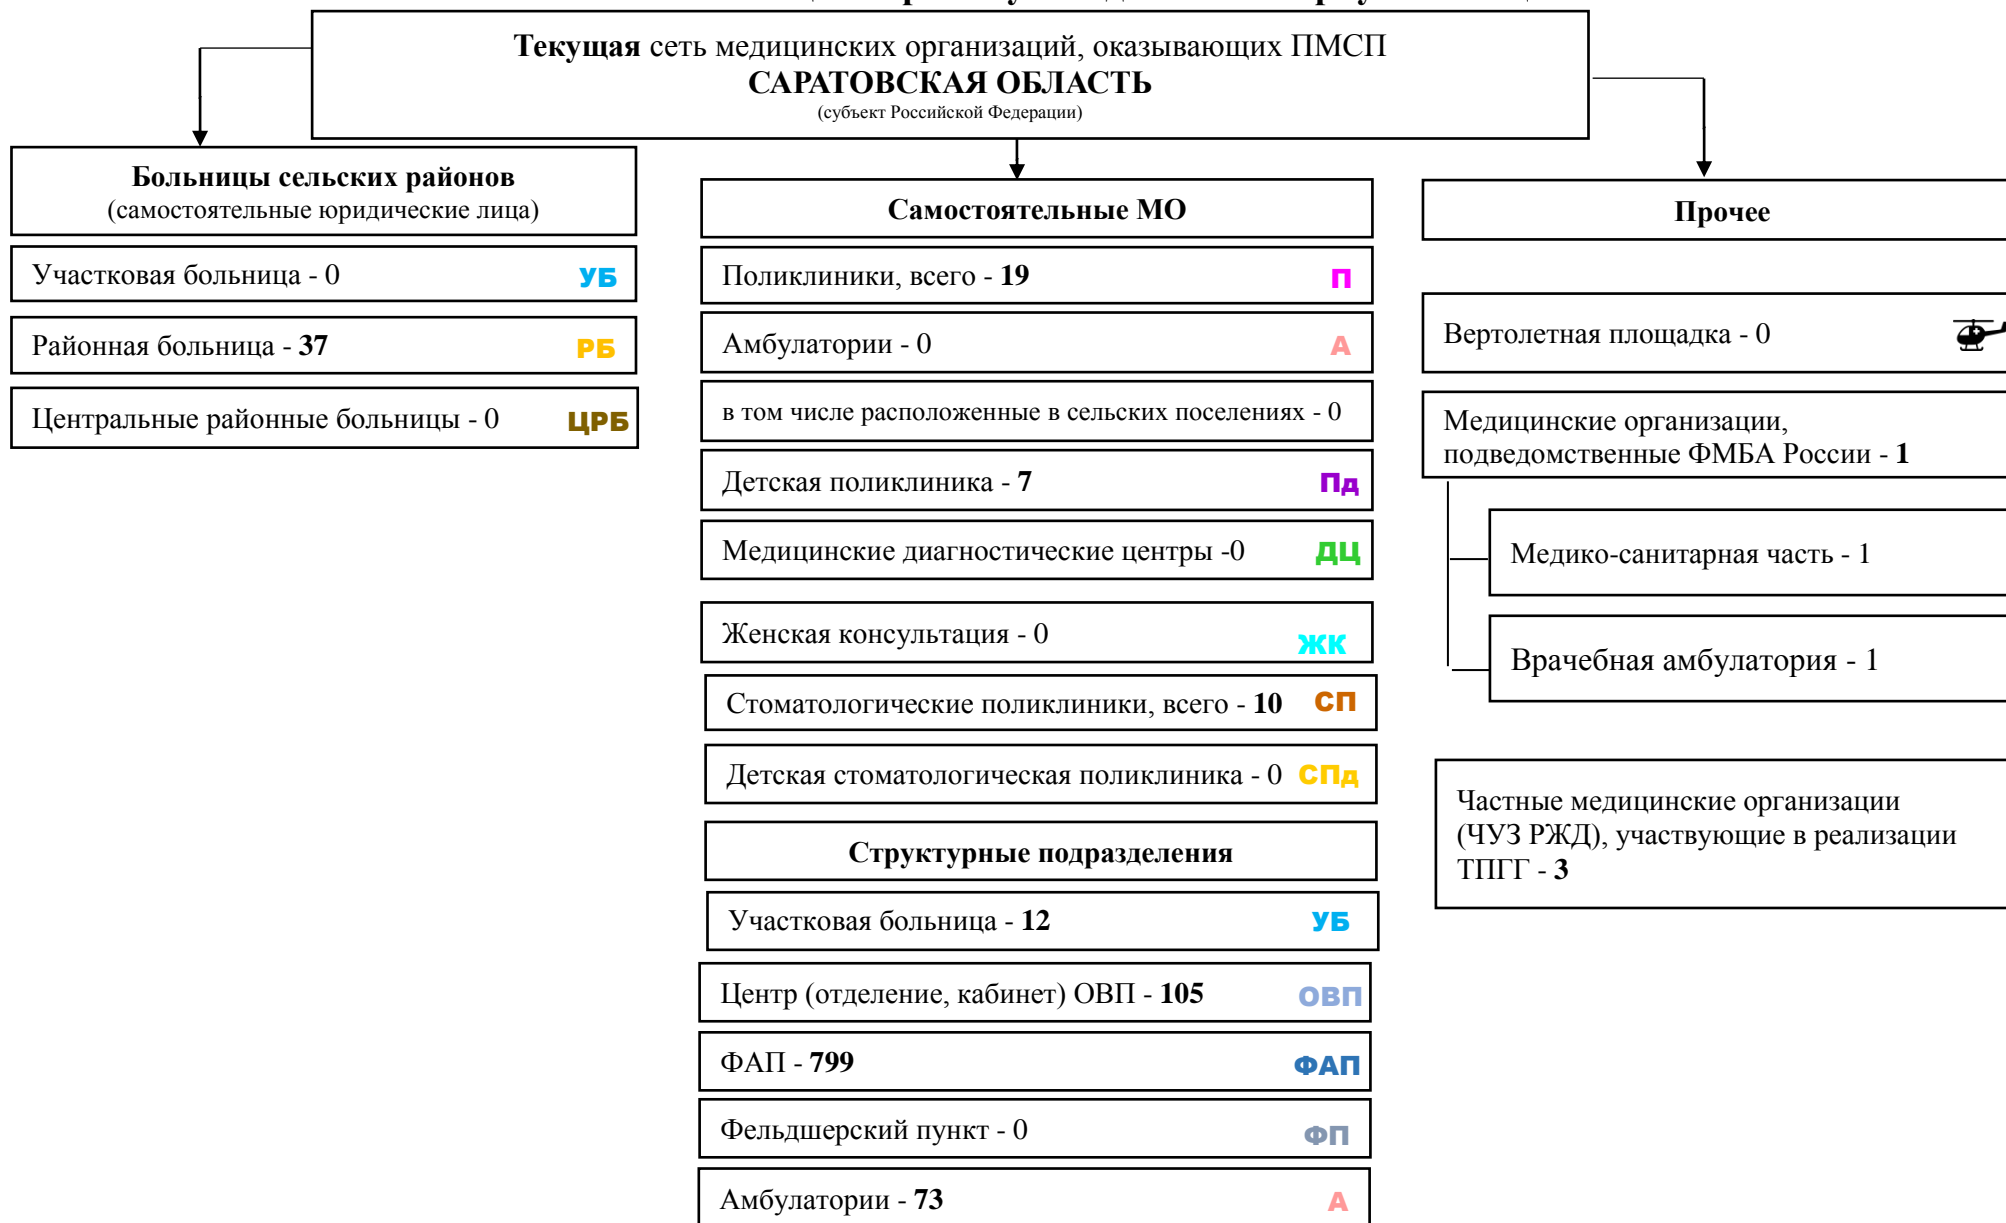 Текущая сеть медицинских организаций, оказывающих ПМСП
САРАТОВСКАЯ ОБЛАСТЬ
(субъект Российской Федерации)
Больницы сельских районов
(самостоятельные юридические лица)
Участковая больница - 0 УБ
Районная больница - 37 РБ
Центральные районные больницы - 0 ЦРБ
Самостоятельные МО
Поликлиники, всего - 19 П
Амбулатории - 0 А
в том числе расположенные в сельских поселениях - 0
Детская поликлиника - 7 Пд
Медицинские диагностические центры -0 ДЦ
Женская консультация - 0 ЖК
Стоматологические поликлиники, всего - 10 СП
Детская стоматологическая поликлиника - 0 СПд
Структурные подразделения
Участковая больница - 12 УБ
Центр (отделение, кабинет) ОВП - 105 ОВП
ФАП - 799 ФАП
Фельдшерский пункт - 0 ФП
Амбулатории - 73 А
Прочее
Вертолетная площадка - 0
Медицинские организации,
подведомственные ФМБА России - 1
Медико-санитарная часть - 1
Врачебная амбулатория - 1
Частные медицинские организации
(ЧУЗ РЖД), участвующие в реализации
ТПГГ - 3